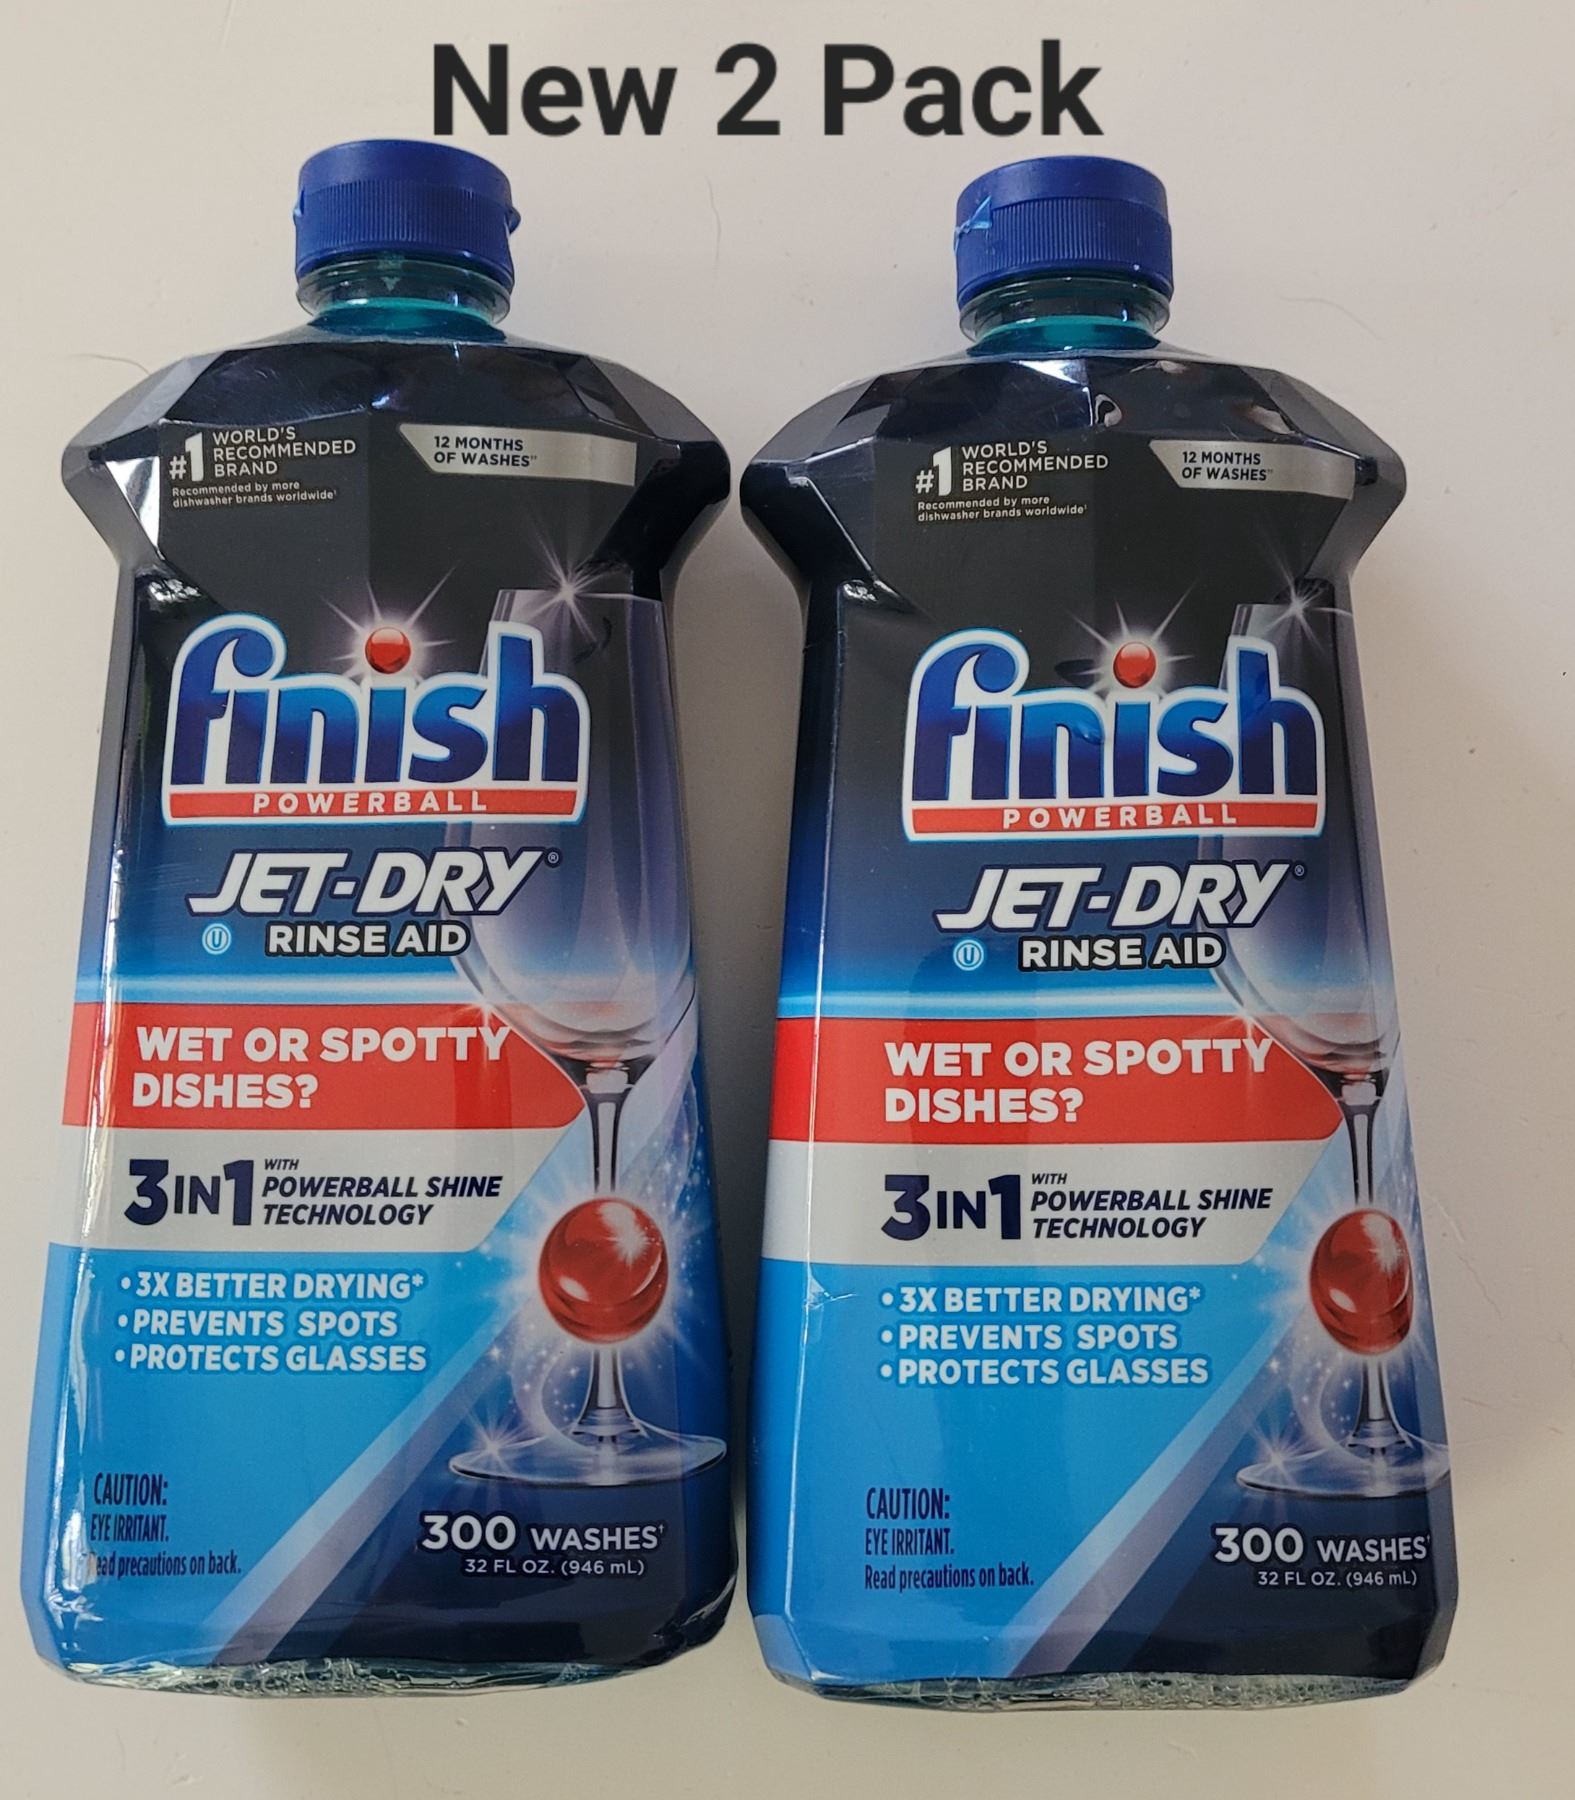 New 2 Pack
#1 WORLD'S
RECOMMENDED
BRAND
Recommended by more
dishwasher brands worldwide¹
12 MONTHS
OF WASHES††
finish
POWERBALL
JET-DRY®
U RINSE AID
WET OR SPOTTY
DISHES?
3IN1 WITH
POWERBALL SHINE
TECHNOLOGY
• 3X BETTER DRYING*
• PREVENTS SPOTS
• PROTECTS GLASSES
CAUTION:
EYE IRRITANT.
Read precautions on back.
300 WASHES†
32 FL OZ. (946 mL)
#1 WORLD'S
RECOMMENDED
BRAND
Recommended by more
dishwasher brands worldwide¹
12 MONTHS
OF WASHES††
finish
POWERBALL
JET-DRY®
U RINSE AID
WET OR SPOTTY
DISHES?
3IN1 WITH
POWERBALL SHINE
TECHNOLOGY
• 3X BETTER DRYING*
• PREVENTS SPOTS
• PROTECTS GLASSES
CAUTION:
EYE IRRITANT.
Read precautions on back.
300 WASHES†
32 FL OZ. (946 mL)